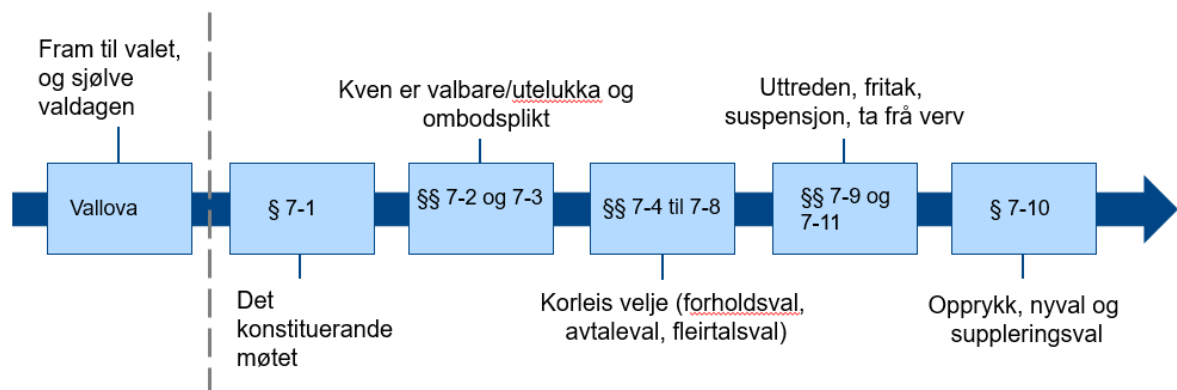 Fram til valet,
og sjølve
valdagen
Kven er valbare/utelukka og
ombodsplikt
Uttreden, fritak,
suspensjon, ta frå verv
Vallova
§ 7-1
§§ 7-2 og 7-3
§§ 7-4 til 7-8
§§ 7-9 og
7-11
§ 7-10
Det
konstituerande
møtet
Korleis velje (forholdsval,
avtaleval, fleirtalsval)
Opprykk, nyval og
suppleringsval